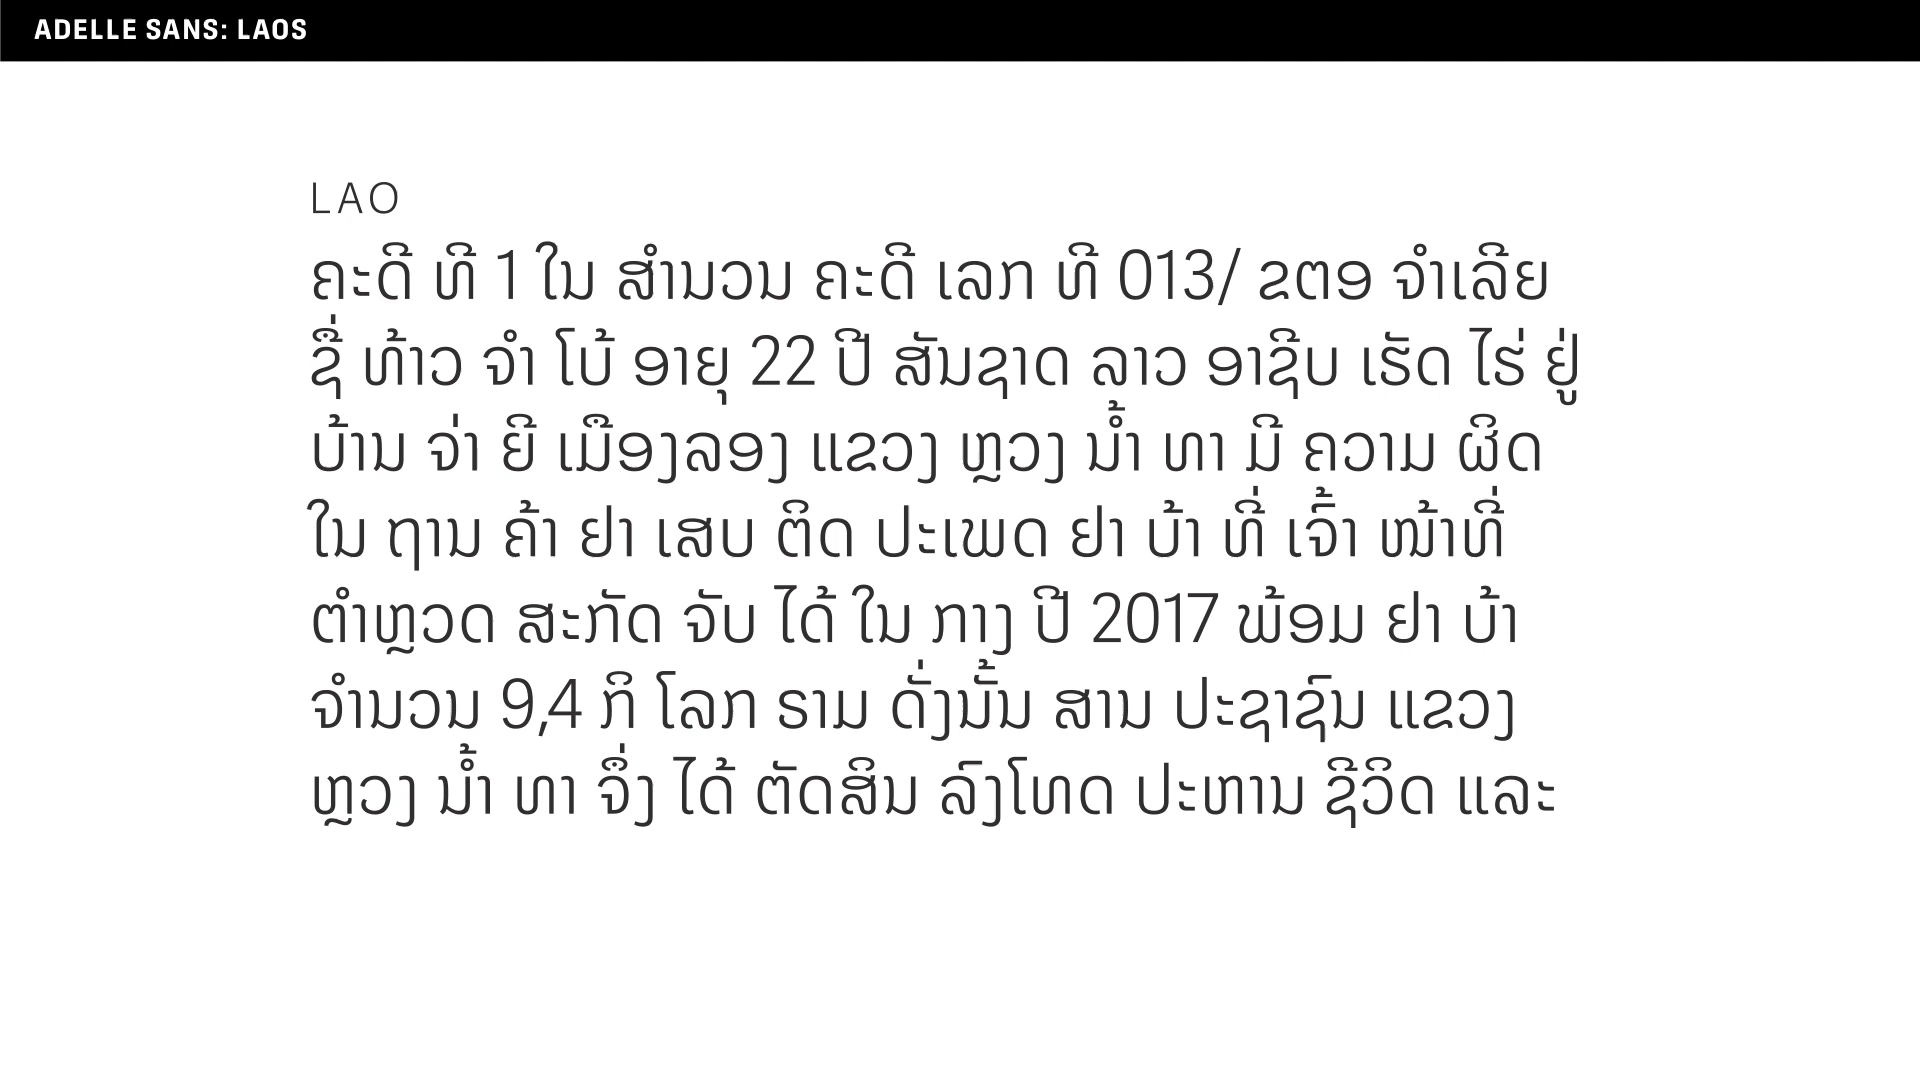 ADELLE SANS: LAOS
LAO
ຄະດີ ທີ 1 ໃນ ສຳນວນ ຄະດີ ເລກ ທີ 013/ ຂຕອ ຈຳເລີຍ
ຊື່ ທ້າວ ຈຳ ໂບ້ ອາຍຸ 22 ປີ ສັນຊາດ ລາວ ອາຊີບ ເຮັດ ໄຮ່ ຢູ່
ບ້ານ ຈ່າ ຍີ ເມືອງລອງ ແຂວງ ຫຼວງ ນ້ຳ ທາ ມີ ຄວາມ ຜິດ
ໃນ ຖານ ຄ້າ ຢາ ເສບ ຕິດ ປະເພດ ຢາ ບ້າ ທີ່ ເຈົ້າ ໜ້າທີ່
ຕຳຫຼວດ ສະກັດ ຈັບ ໄດ້ ໃນ ກາງ ປີ 2017 ພ້ອມ ຢາ ບ້າ
ຈຳນວນ 9,4 ກິ ໂລກ ຣາມ ດັ່ງນັ້ນ ສານ ປະຊາຊົນ ແຂວງ
ຫຼວງ ນ້ຳ ທາ ຈຶ່ງ ໄດ້ ຕັດສິນ ລົງໂທດ ປະຫານ ຊີວິດ ແລະ